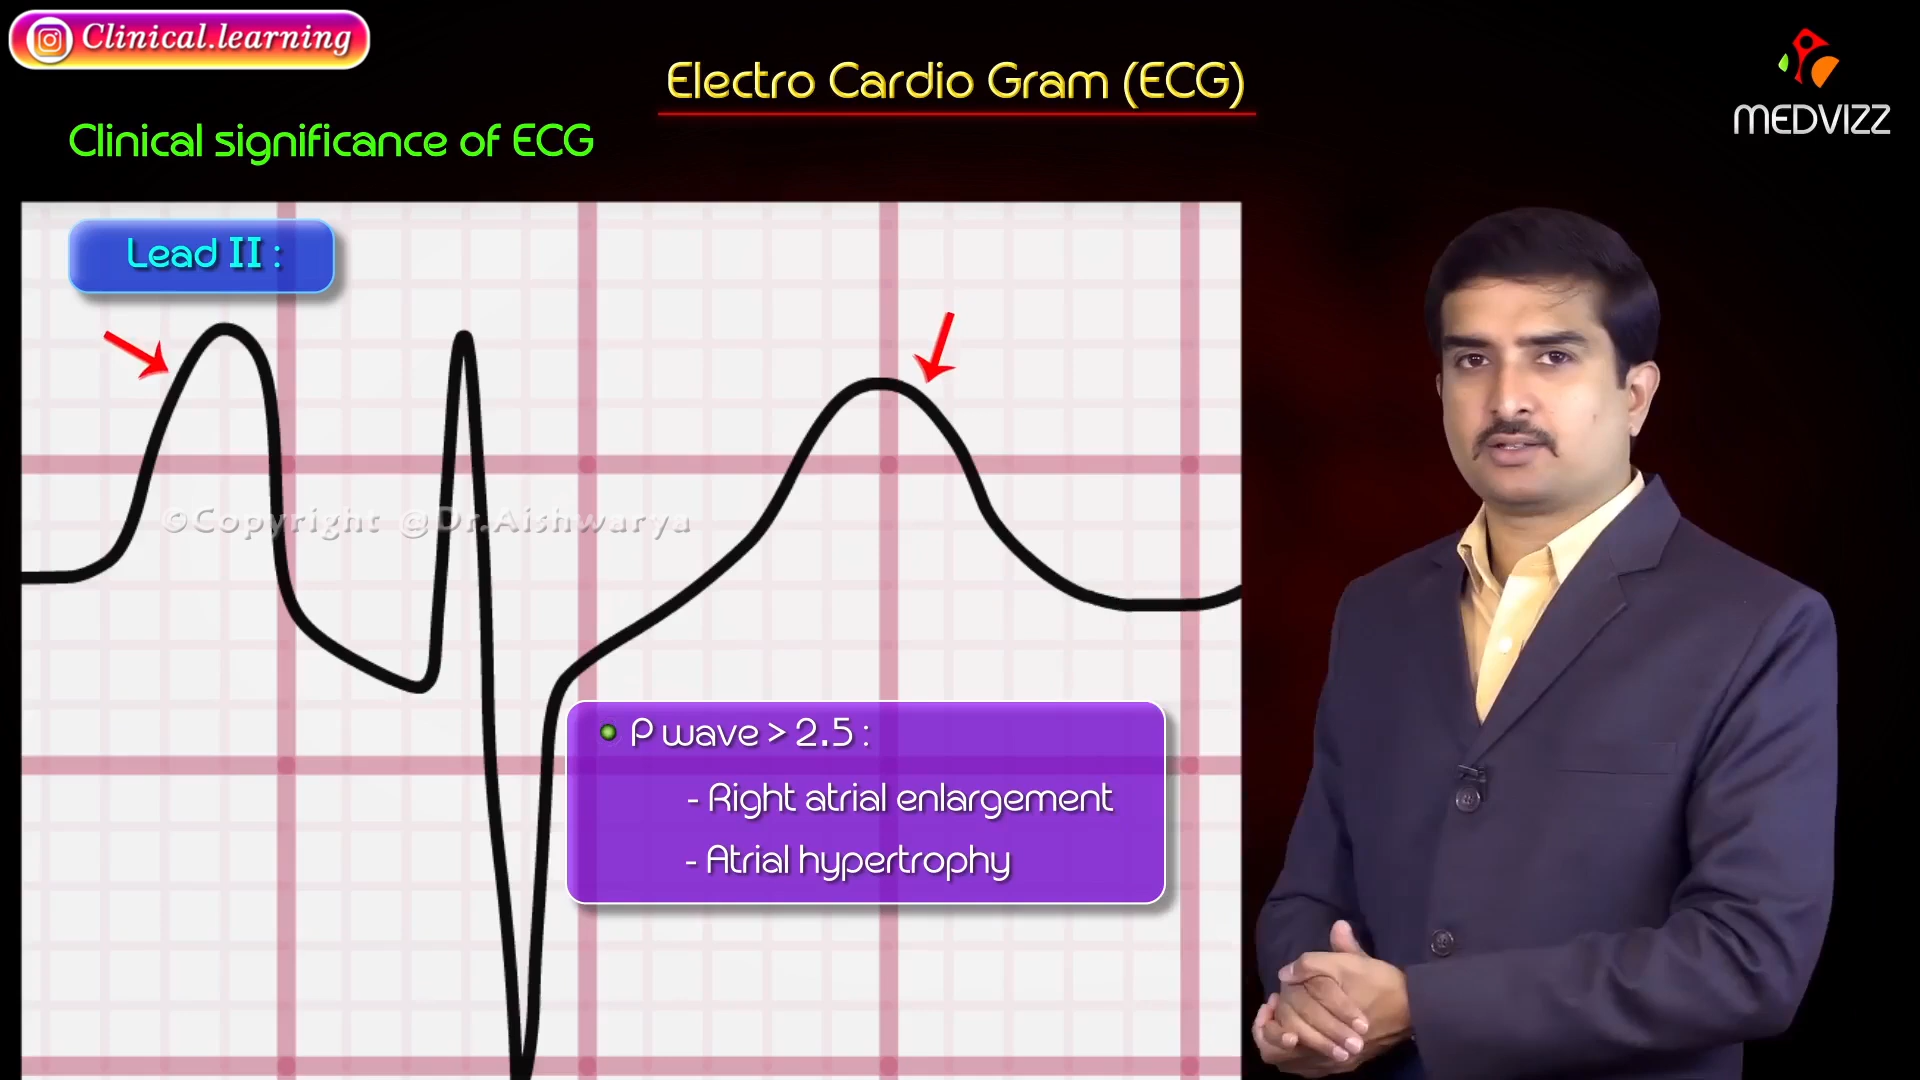 Clinical.learning
Electro Cardio Gram (ECG)
MEDVIZZ
Clinical significance of ECG
Lead II :
©Copyright @Dr.Aishwarya
P wave > 2.5 :
- Right atrial enlargement
- Atrial hypertrophy